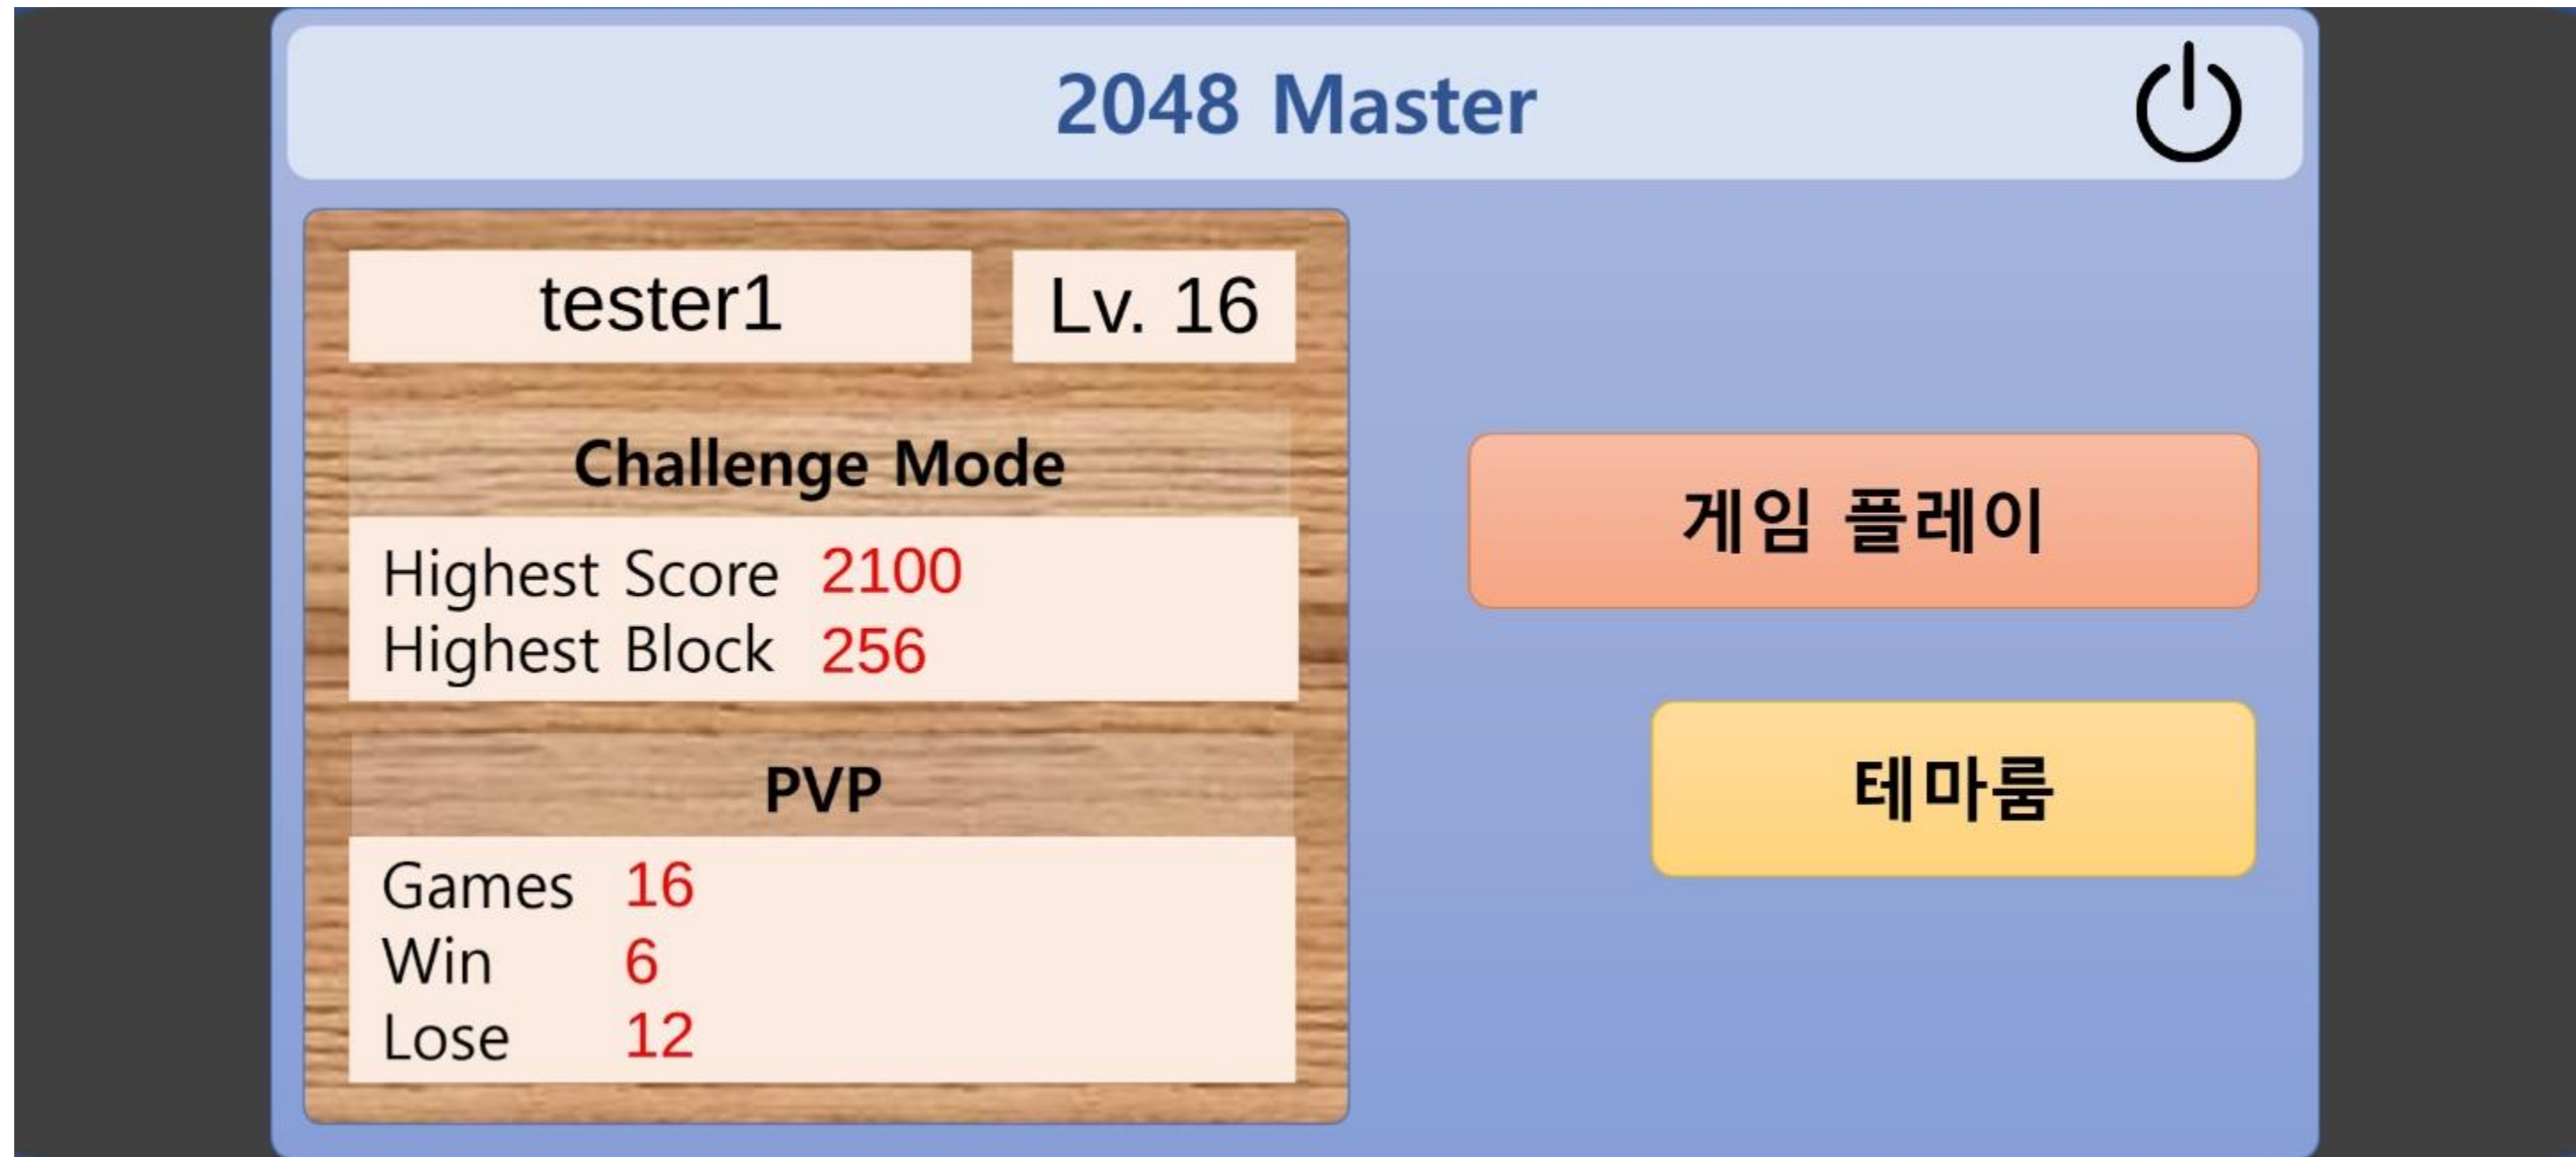 2048 Master
tester1
Lv. 16
Challenge Mode
Highest Score 2100
Highest Block 256
PVP
Games 16
Win 6
Lose 12
게임 플레이
테마룸